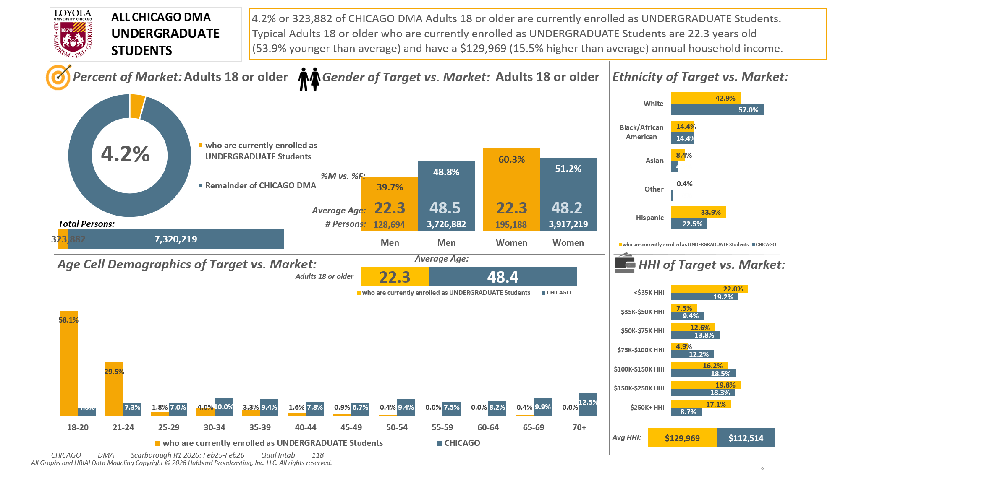 LOYOLA
UNIVERSITY CHICAGO
AD • MAJOREM • DEI • GLORIAM
1870
ALL CHICAGO DMA
UNDERGRADUATE
STUDENTS
4.2% or 323,882 of CHICAGO DMA Adults 18 or older are currently enrolled as UNDERGRADUATE Students.
Typical Adults 18 or older who are currently enrolled as UNDERGRADUATE Students are 22.3 years old
(53.9% younger than average) and have a $129,969 (15.5% higher than average) annual household income.
Percent of Market: Adults 18 or older
4.2%
who are currently enrolled as
UNDERGRADUATE Students
Remainder of CHICAGO DMA
Total Persons:
323,882 7,320,219
Gender of Target vs. Market: Adults 18 or older
%M vs. %F:
39.7% 48.8% 60.3% 51.2%
Average Age: 22.3 48.5 22.3 48.2
# Persons: 128,694 3,726,882 195,188 3,917,219
Men Men Women Women
Ethnicity of Target vs. Market:
White 42.9%
57.0%
Black/African
American
14.4%
14.4%
Asian 8.4%
Other 0.4%
Hispanic 33.9%
22.5%
who are currently enrolled as UNDERGRADUATE Students CHICAGO
Age Cell Demographics of Target vs. Market:
Average Age:
Adults 18 or older 22.3 48.4
who are currently enrolled as UNDERGRADUATE Students CHICAGO
58.1%
29.5% 7.3%
1.8% 7.0%
4.0% 10.0%
3.3% 9.4%
1.6% 7.8%
0.9% 6.7%
0.4% 9.4%
0.0% 7.5%
0.0% 8.2%
0.4% 9.9%
0.0% 12.5%
18-20 21-24 25-29 30-34 35-39 40-44 45-49 50-54 55-59 60-64 65-69 70+
who are currently enrolled as UNDERGRADUATE Students CHICAGO
HHI of Target vs. Market:
<$35K HHI 22.0%
19.2%
$35K-$50K HHI 7.5%
9.4%
$50K-$75K HHI 12.6%
13.8%
$75K-$100K HHI 4.9%
12.2%
$100K-$150K HHI 16.2%
18.5%
$150K-$250K HHI 19.8%
18.3%
$250K+ HHI 17.1%
8.7%
Avg HHI: $129,969 $112,514
CHICAGO DMA Scarborough R1 2026: Feb25-Feb26 Qual Intab 118
All Graphs and HBIAI Data Modeling Copyright © 2026 Hubbard Broadcasting, Inc. LLC. All rights reserved.
©